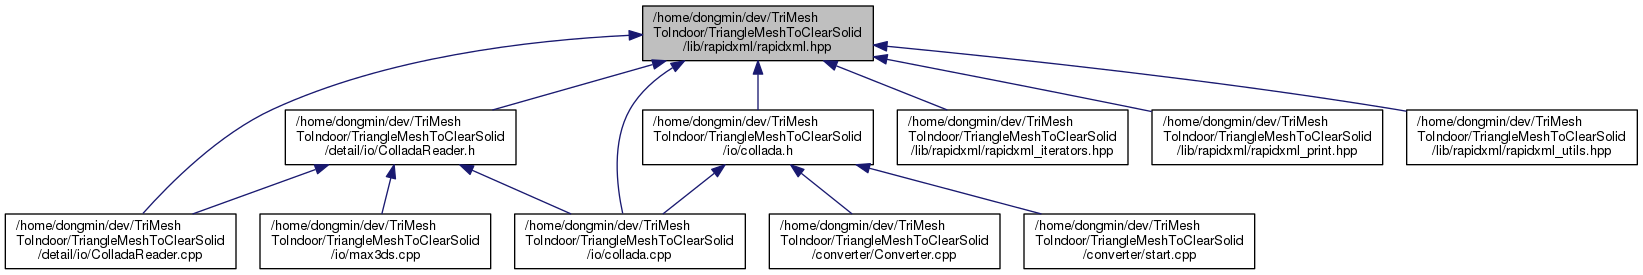 /home/dongmin/dev/TriMesh
ToIndoor/TriangleMeshToClearSolid
/lib/rapidxml/rapidxml.hpp
/home/dongmin/dev/TriMesh
ToIndoor/TriangleMeshToClearSolid
/detail/io/ColladaReader.h
/home/dongmin/dev/TriMesh
ToIndoor/TriangleMeshToClearSolid
/io/collada.h
/home/dongmin/dev/TriMesh
ToIndoor/TriangleMeshToClearSolid
/lib/rapidxml/rapidxml_iterators.hpp
/home/dongmin/dev/TriMesh
ToIndoor/TriangleMeshToClearSolid
/lib/rapidxml/rapidxml_print.hpp
/home/dongmin/dev/TriMesh
ToIndoor/TriangleMeshToClearSolid
/lib/rapidxml/rapidxml_utils.hpp
/home/dongmin/dev/TriMesh
ToIndoor/TriangleMeshToClearSolid
/detail/io/ColladaReader.cpp
/home/dongmin/dev/TriMesh
ToIndoor/TriangleMeshToClearSolid
/io/max3ds.cpp
/home/dongmin/dev/TriMesh
ToIndoor/TriangleMeshToClearSolid
/io/collada.cpp
/home/dongmin/dev/TriMesh
ToIndoor/TriangleMeshToClearSolid
/converter/Converter.cpp
/home/dongmin/dev/TriMesh
ToIndoor/TriangleMeshToClearSolid
/converter/start.cpp